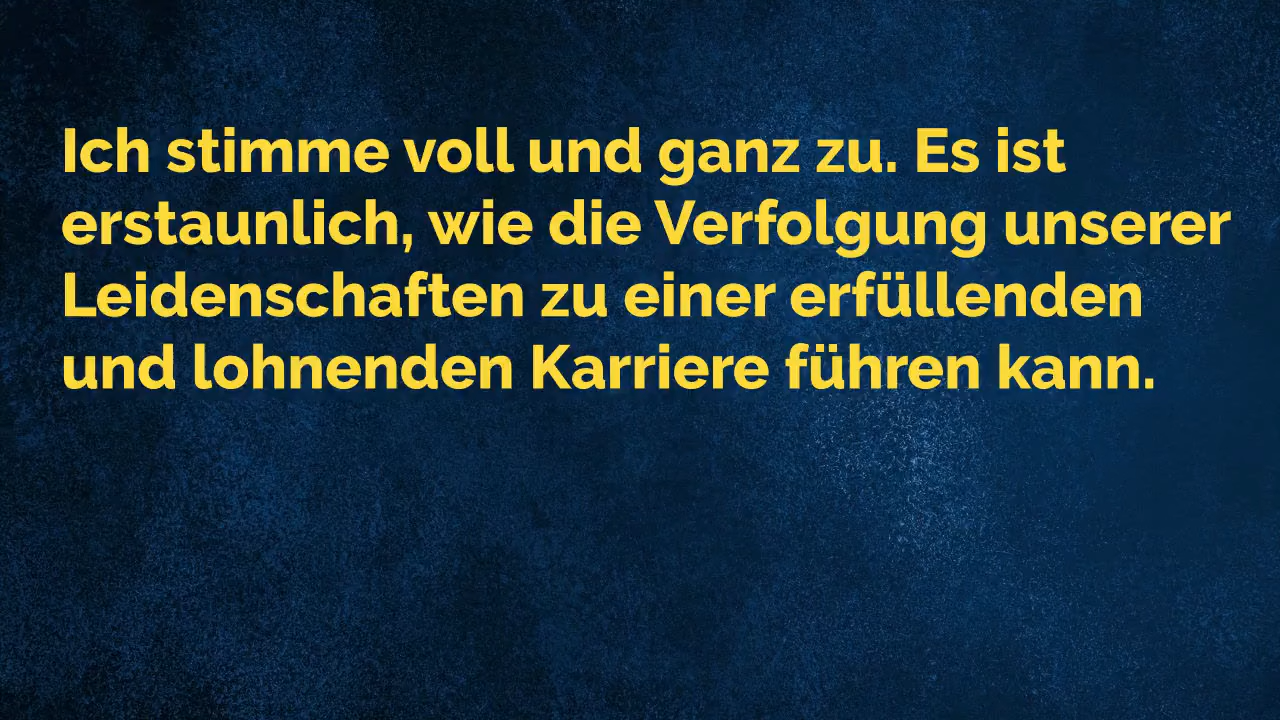 Ich stimme voll und ganz zu. Es ist
erstaunlich, wie die Verfolgung unserer
Leidenschaften zu einer erfüllenden
und lohnenden Karriere führen kann.